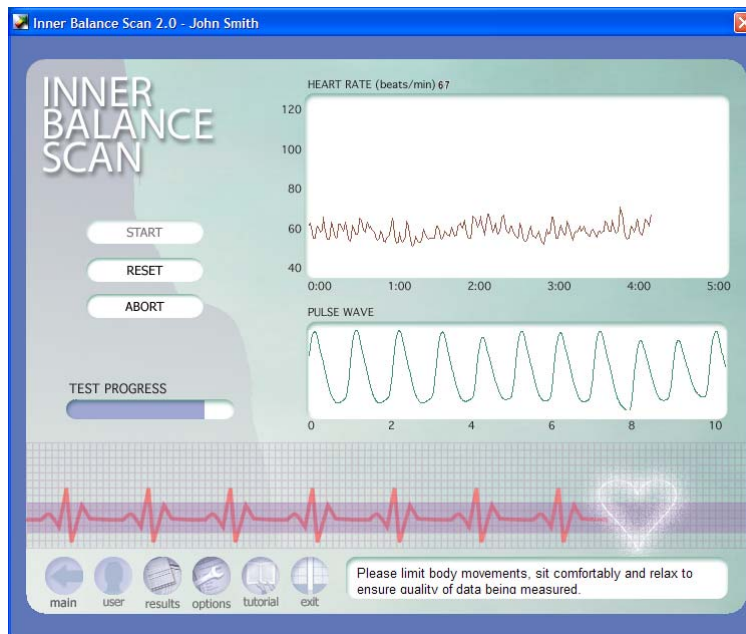 Inner Balance Scan 2.0 - John Smith
INNER
BALANCE
SCAN
START
RESET
ABORT
TEST PROGRESS
HEART RATE (beats/min) 67
120
100
80
60
40
0:00 1:00 2:00 3:00 4:00 5:00
PULSE WAVE
0 2 4 6 8 10
main user results options tutorial exit
Please limit body movements, sit comfortably and relax to
ensure quality of data being measured.